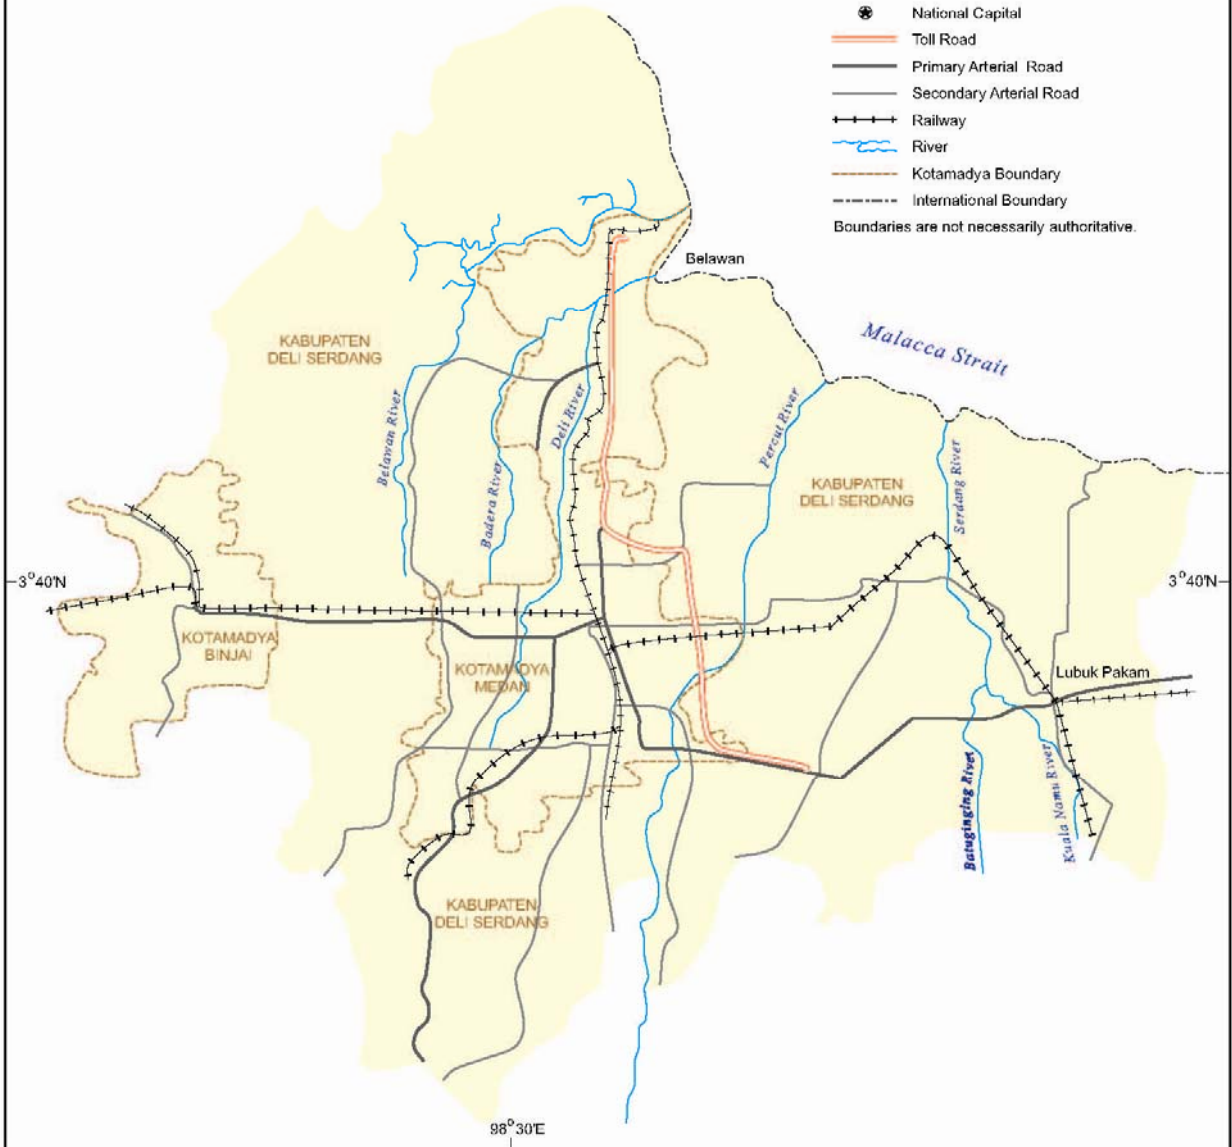 National Capital
Toll Road
Primary Arterial Road
Secondary Arterial Road
Railway
River
Kotamadya Boundary
International Boundary
Boundaries are not necessarily authoritative.
Belawan
Malacca Strait
KABUPATEN
DELI SERDANG
Belawan River
Badera River
Deli River
Percut River
KABUPATEN
DELI SERDANG
Serdang River
3°40'N
3°40'N
KOTAMADYA
BINJAI
KOTAMADYA
MEDAN
Lubuk Pakam
Batuginging River
Kuala Namu River
KABUPATEN
DELI SERDANG
98°30'E